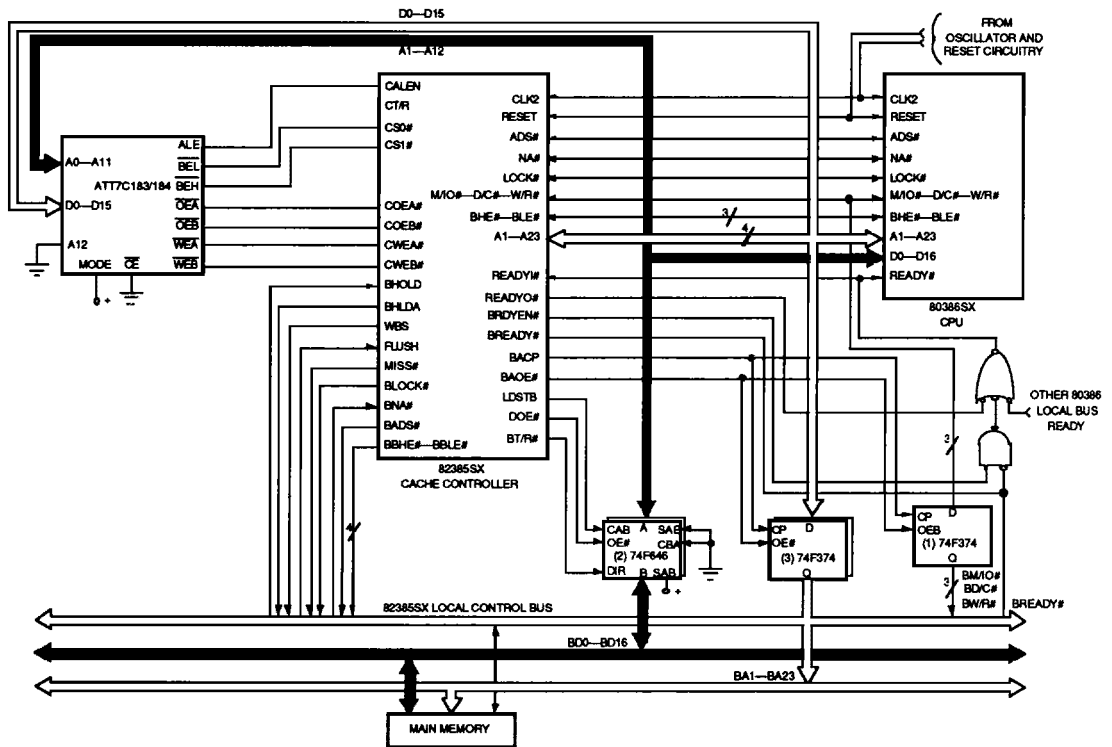 D0—D15
A1—A12
FROM
OSCILLATOR AND
RESET CIRCUITRY
A0—A11
ATT7C183/184
D0—D15
A12
MODE
CE
ALE
BEL
BEH
OEA
OEB
WEA
WEB
+
CALEN
CT/R
CS0#
CS1#
COEA#
COEB#
CWEA#
CWEB#
BHOLD
BHLDA
WBS
FLUSH
MISS#
BLOCK#
BNA#
BADS#
BBHE#—BBLE#
CLK2
RESET
ADS#
NA#
LOCK#
M/IO#—D/C#—W/R#
BHE#—BLE#
A1—A23
READYI#
READYO#
BRDYEN#
BREADY#
BACP
BAOE#
LDSTB
DOE#
BT/R#
82385SX
CACHE CONTROLLER
3
4
CLK2
RESET
ADS#
NA#
LOCK#
M/IO#—D/C#—W/R#
BHE#—BLE#
A1—A23
D0—D16
READY#
80386SX
CPU
OTHER 80386
LOCAL BUS
READY
2
4
CAB
A
SAB
OE#
CBA
(2) 74F646
DIR
B
SAB
+
CP
D
OE#
(3) 74F374
Q
CP
D
OEB
(1) 74F374
Q
3
BM/IO#
BD/C#
BW/R#
BREADY#
82385SX LOCAL CONTROL BUS
BD0—BD16
BA1—BA23
MAIN MEMORY